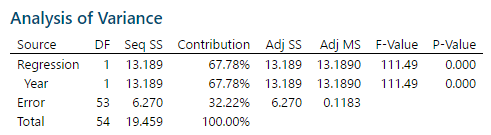 Analysis of Variance
Source DF Seq SS Contribution Adj SS Adj MS F-Value P-Value
Regression 1 13.189 67.78% 13.189 13.1890 111.49 0.000
Year 1 13.189 67.78% 13.189 13.1890 111.49 0.000
Error 53 6.270 32.22% 6.270 0.1183
Total 54 19.459 100.00%